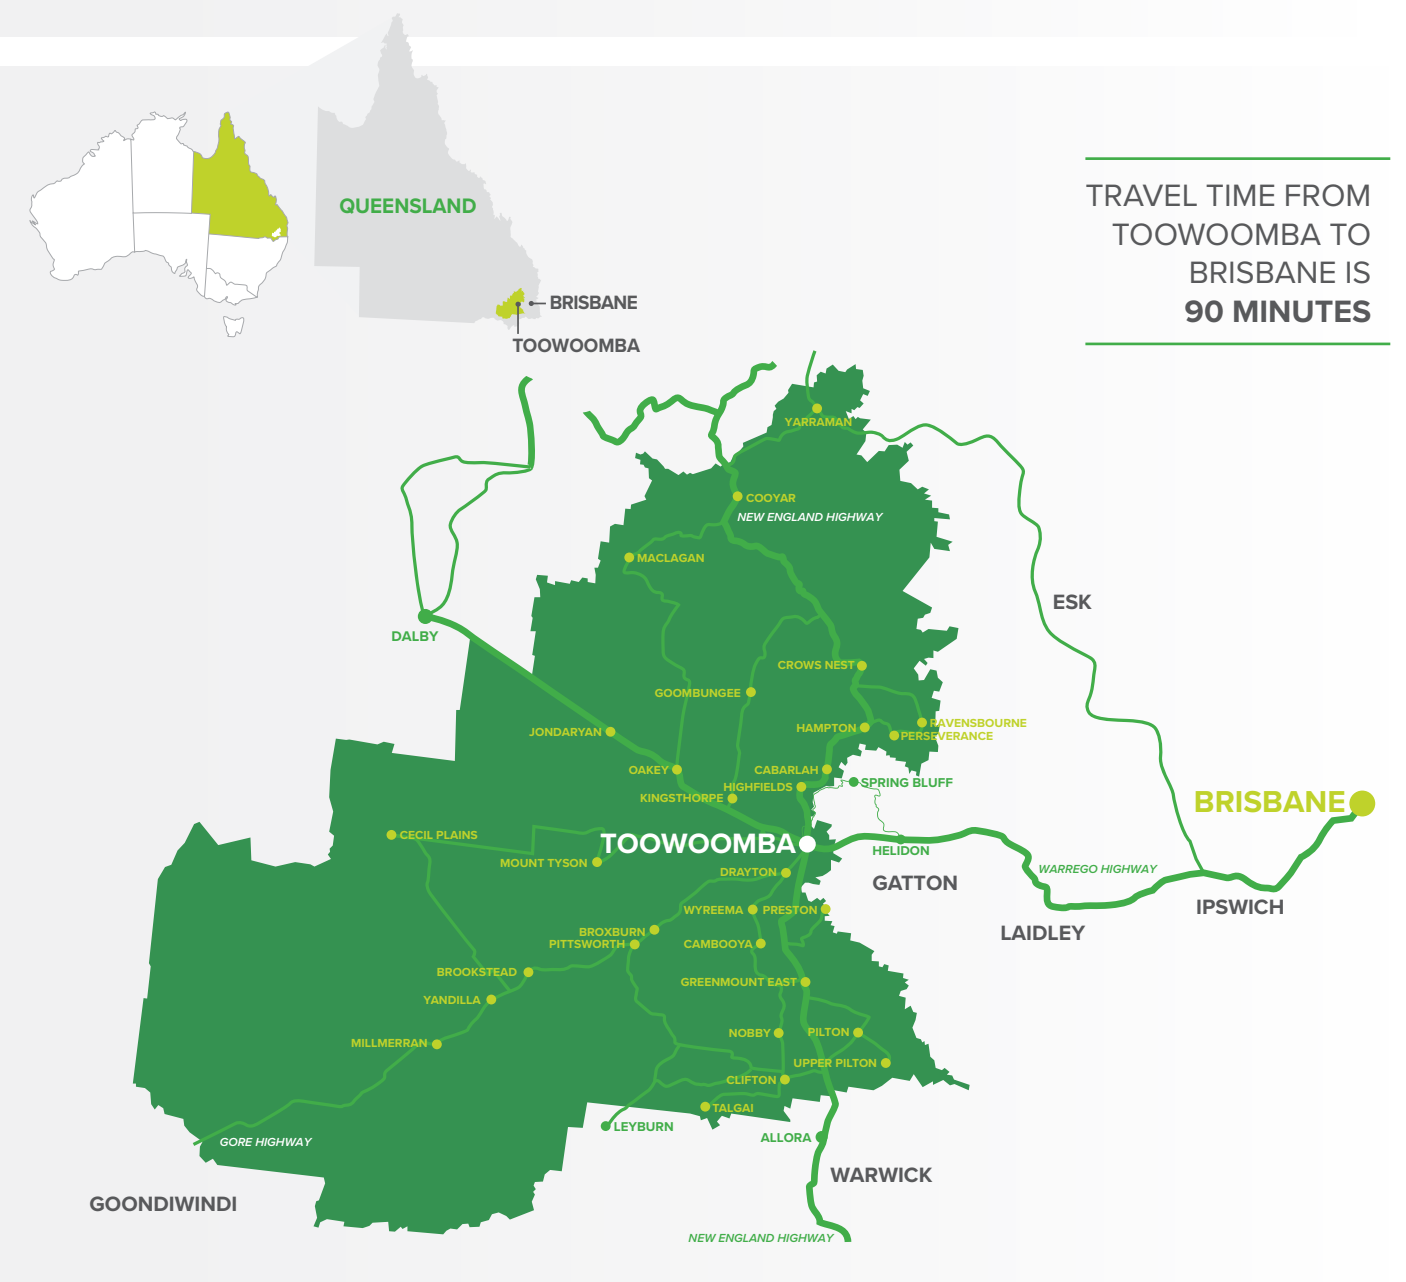 QUEENSLAND
BRISBANE
TOOWOOMBA
TRAVEL TIME FROM
TOOWOOMBA TO
BRISBANE IS
90 MINUTES
YARRAMAN
COOYAR
NEW ENGLAND HIGHWAY
MACLAGAN
ESK
DALBY
CROWS NEST
GOOMBUNGEE
RAVENSBOURNE
HAMPTON
PERSEVERANCE
JONDARYAN
OAKEY
CABARLAH
SPRING BLUFF
HIGHFIELDS
KINGSTHORPE
BRISBANE
CECIL PLAINS
TOOWOOMBA
HELIDON
MOUNT TYSON
WARREGO HIGHWAY
DRAYTON
GATTON
IPSWICH
WYREEMA
PRESTON
BROXBURN
LAIDLEY
PITTSWORTH
CAMBOOYA
BROOKSTEAD
GREENMOUNT EAST
YANDILLA
NOBBY
PILTON
MILLMERRAN
UPPER PILTON
CLIFTON
TALGAI
LEYBURN
ALLORA
GORE HIGHWAY
WARWICK
GOONDIWINDI
NEW ENGLAND HIGHWAY